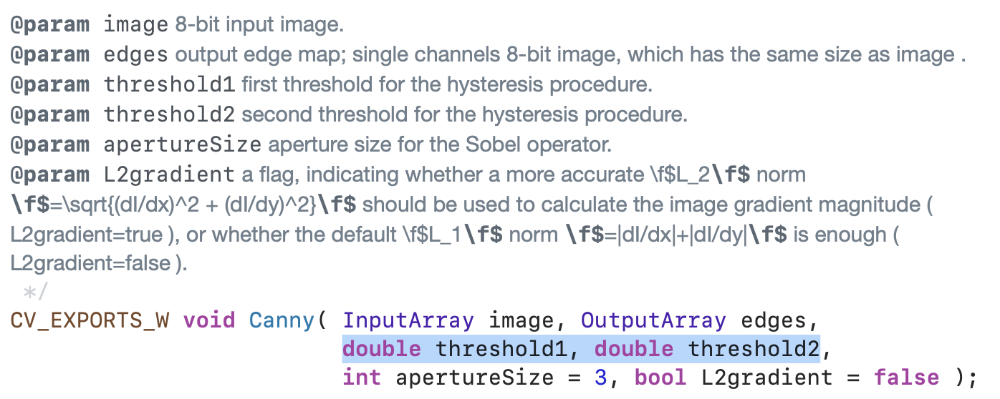 @param image 8-bit input image.
@param edges output edge map; single channels 8-bit image, which has the same size as image .
@param threshold1 first threshold for the hysteresis procedure.
@param threshold2 second threshold for the hysteresis procedure.
@param apertureSize aperture size for the Sobel operator.
@param L2gradient a flag, indicating whether a more accurate \f$L_2\f$ norm
\f$=\sqrt{(dI/dx)^2 + (dI/dy)^2}\f$ should be used to calculate the image gradient magnitude (
L2gradient=true ), or whether the default \f$L_1\f$ norm \f$=|dI/dx|+|dI/dy|\f$ is enough (
L2gradient=false ).
*/
CV_EXPORTS_W void Canny( InputArray image, OutputArray edges,
double threshold1, double threshold2,
int apertureSize = 3, bool L2gradient = false );